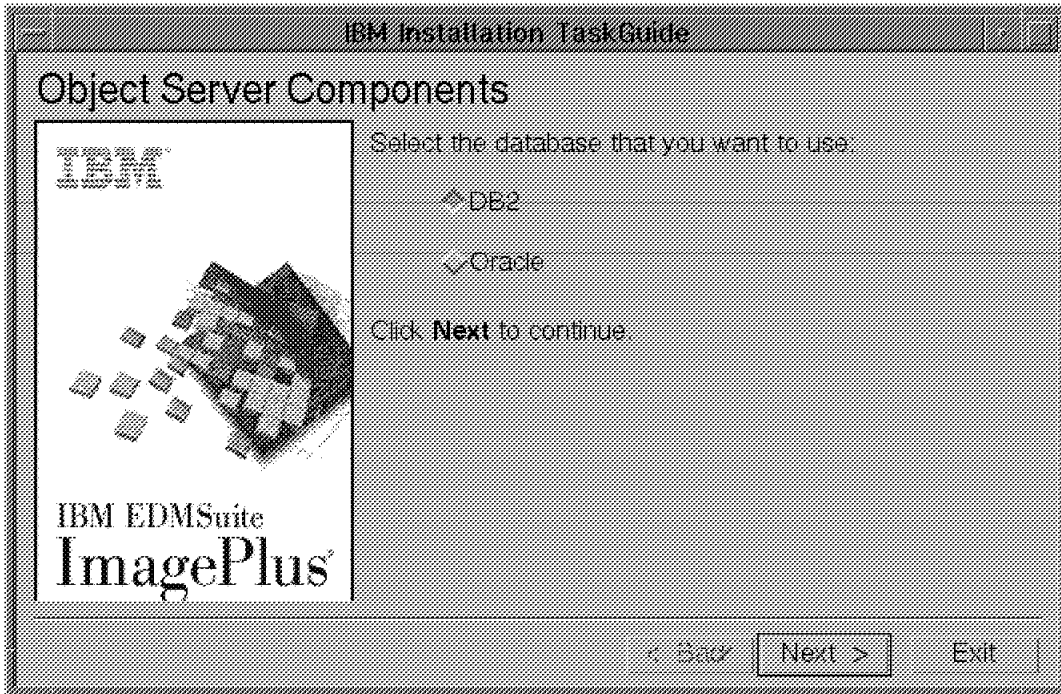 IBM Installation TaskGuide
Object Server Components
IBM
Select the database that you want to use:
DB2
Oracle
Click Next to continue.
IBM EDMSuite
ImagePlus®
< Back
Next >
Exit